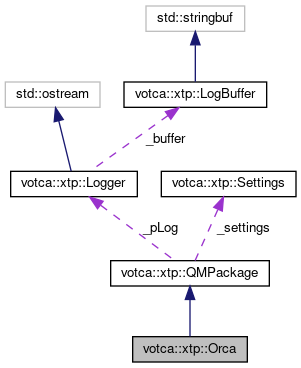 std::stringbuf
std::ostream
votca::xtp::LogBuffer
_buffer
votca::xtp::Logger
votca::xtp::Settings
_pLog
_settings
votca::xtp::QMPackage
votca::xtp::Orca